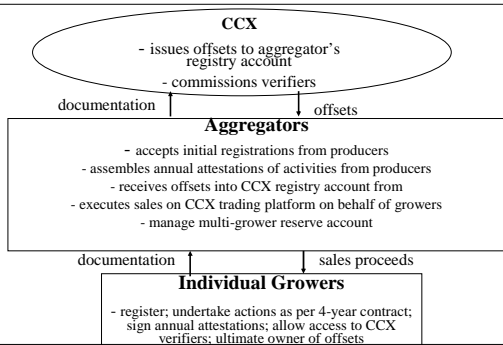 CCX
- issues offsets to aggregator's
registry account
- commissions verifiers
documentation
offsets
Aggregators
- accepts initial registrations from producers
- assembles annual attestations of activities from producers
- receives offsets into CCX registry account from
- executes sales on CCX trading platform on behalf of growers
- manage multi-grower reserve account
documentation
sales proceeds
Individual Growers
- register; undertake actions as per 4-year contract;
sign annual attestations; allow access to CCX
verifiers; ultimate owner of offsets